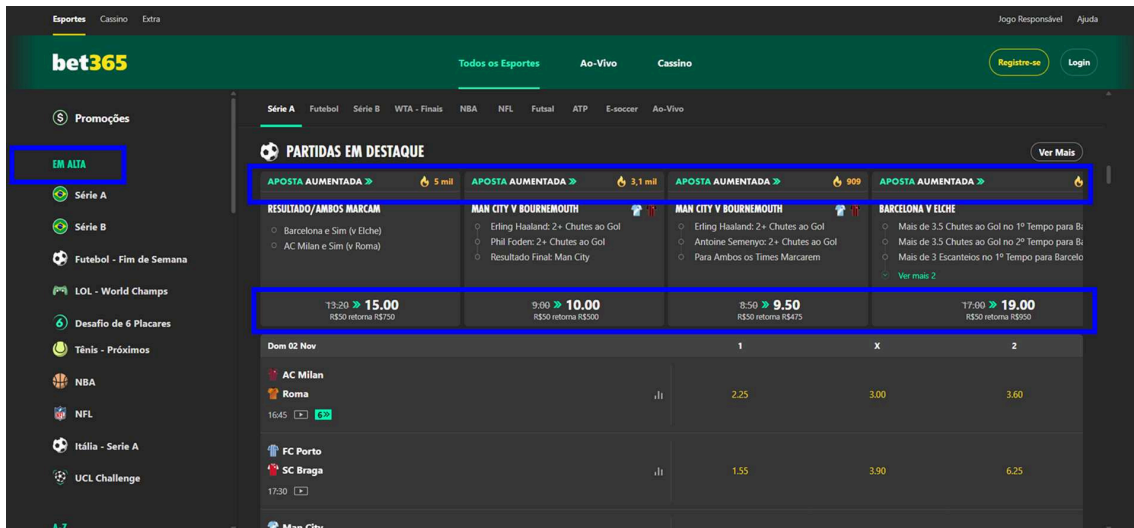 Esportes Cassino Extra Jogo Responsável Ajuda
bet365 Todos os Esportes Ao-Vivo Cassino Registre-se Login
Promoções
EM ALTA
Série A
Série B
Futebol - Fim de Semana
LOL - World Champs
Desafio de 6 Placares
Tênis - Próximos
NBA
NFL
Itália - Serie A
UCL Challenge
A-Z
Série A Futebol Série B WTA - Finais NBA NFL Futsal ATP E-soccer Ao-Vivo
PARTIDAS EM DESTAQUE Ver Mais
APOSTA AUMENTADA » 5 mil
RESULTADO/AMBOS MARCAM
Barcelona e Sim (v Elche)
AC Milan e Sim (v Roma)
13:20 » 15.00
R$50 retorna R$750
APOSTA AUMENTADA » 3,1 mil
MAN CITY V BOURNEMOUTH
Erling Haaland: 2+ Chutes ao Gol
Phil Foden: 2+ Chutes ao Gol
Resultado Final: Man City
9:00 » 10.00
R$50 retorna R$500
APOSTA AUMENTADA » 909
MAN CITY V BOURNEMOUTH
Erling Haaland: 2+ Chutes ao Gol
Antoine Semenyo: 2+ Chutes ao Gol
Para Ambos os Times Marcarem
8:50 » 9.50
R$50 retorna R$475
APOSTA AUMENTADA »
BARCELONA V ELCHE
Mais de 3.5 Chutes ao Gol no 1º Tempo para Ba
Mais de 3.5 Chutes ao Gol no 2º Tempo para Ba
Mais de 3 Escanteios no 1º Tempo para Barcelo
Ver mais 2
17:00 » 19.00
R$50 retorna R$950
Dom 02 Nov 1 X 2
AC Milan
Roma 2.25 3.00 3.60
16:45 6»
FC Porto
SC Braga 1.55 3.90 6.25
17:30
Man City